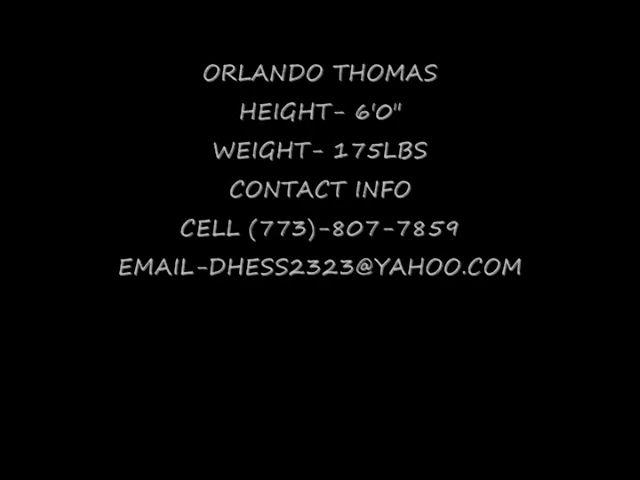 ORLANDO THOMAS
HEIGHT- 6'0"
WEIGHT- 175LBS
CONTACT INFO
CELL (773)-807-7859
EMAIL-DHESS2323@YAHOO.COM